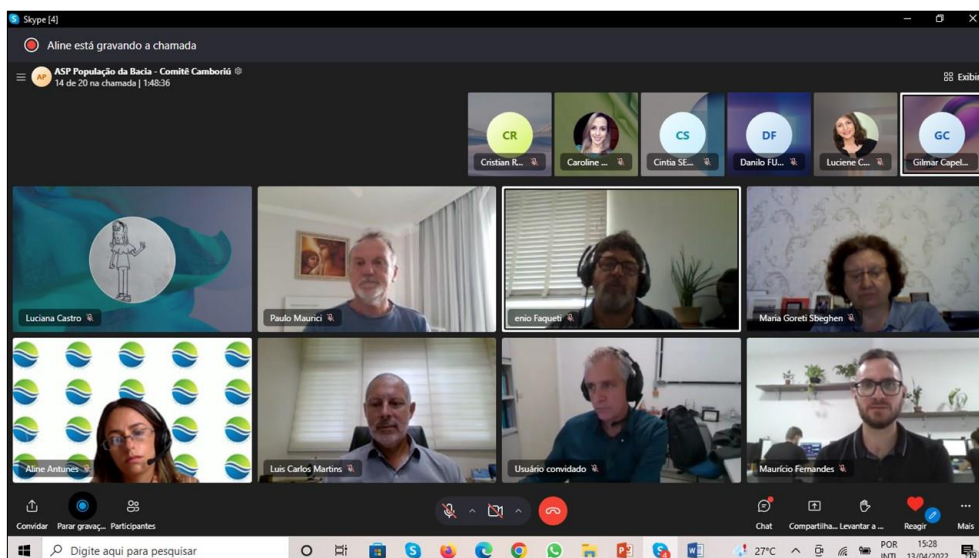 Skype [4]
Aline está gravando a chamada
AP
ASP População da Bacia - Comitê Camboriú
14 de 20 na chamada | 1:48:36
Exibir
CR
CS
DF
GC
Cristian R...
Caroline ...
Cintia SE...
Danilo FU...
Luciene C...
Gilmar Capel...
Luciana Castro
Paulo Maurici
enio Faqueti
Maria Goreti Sbeghen
Aline Antunes
Luis Carlos Martins
Usuário convidado
Maurício Fernandes
Convidar
Parar gravaç...
Participantes
Chat
Compartilha...
Levantar a ...
Reagir
Mais
Digite aqui para pesquisar
27°C
POR
INTL
15:28
13/04/2022